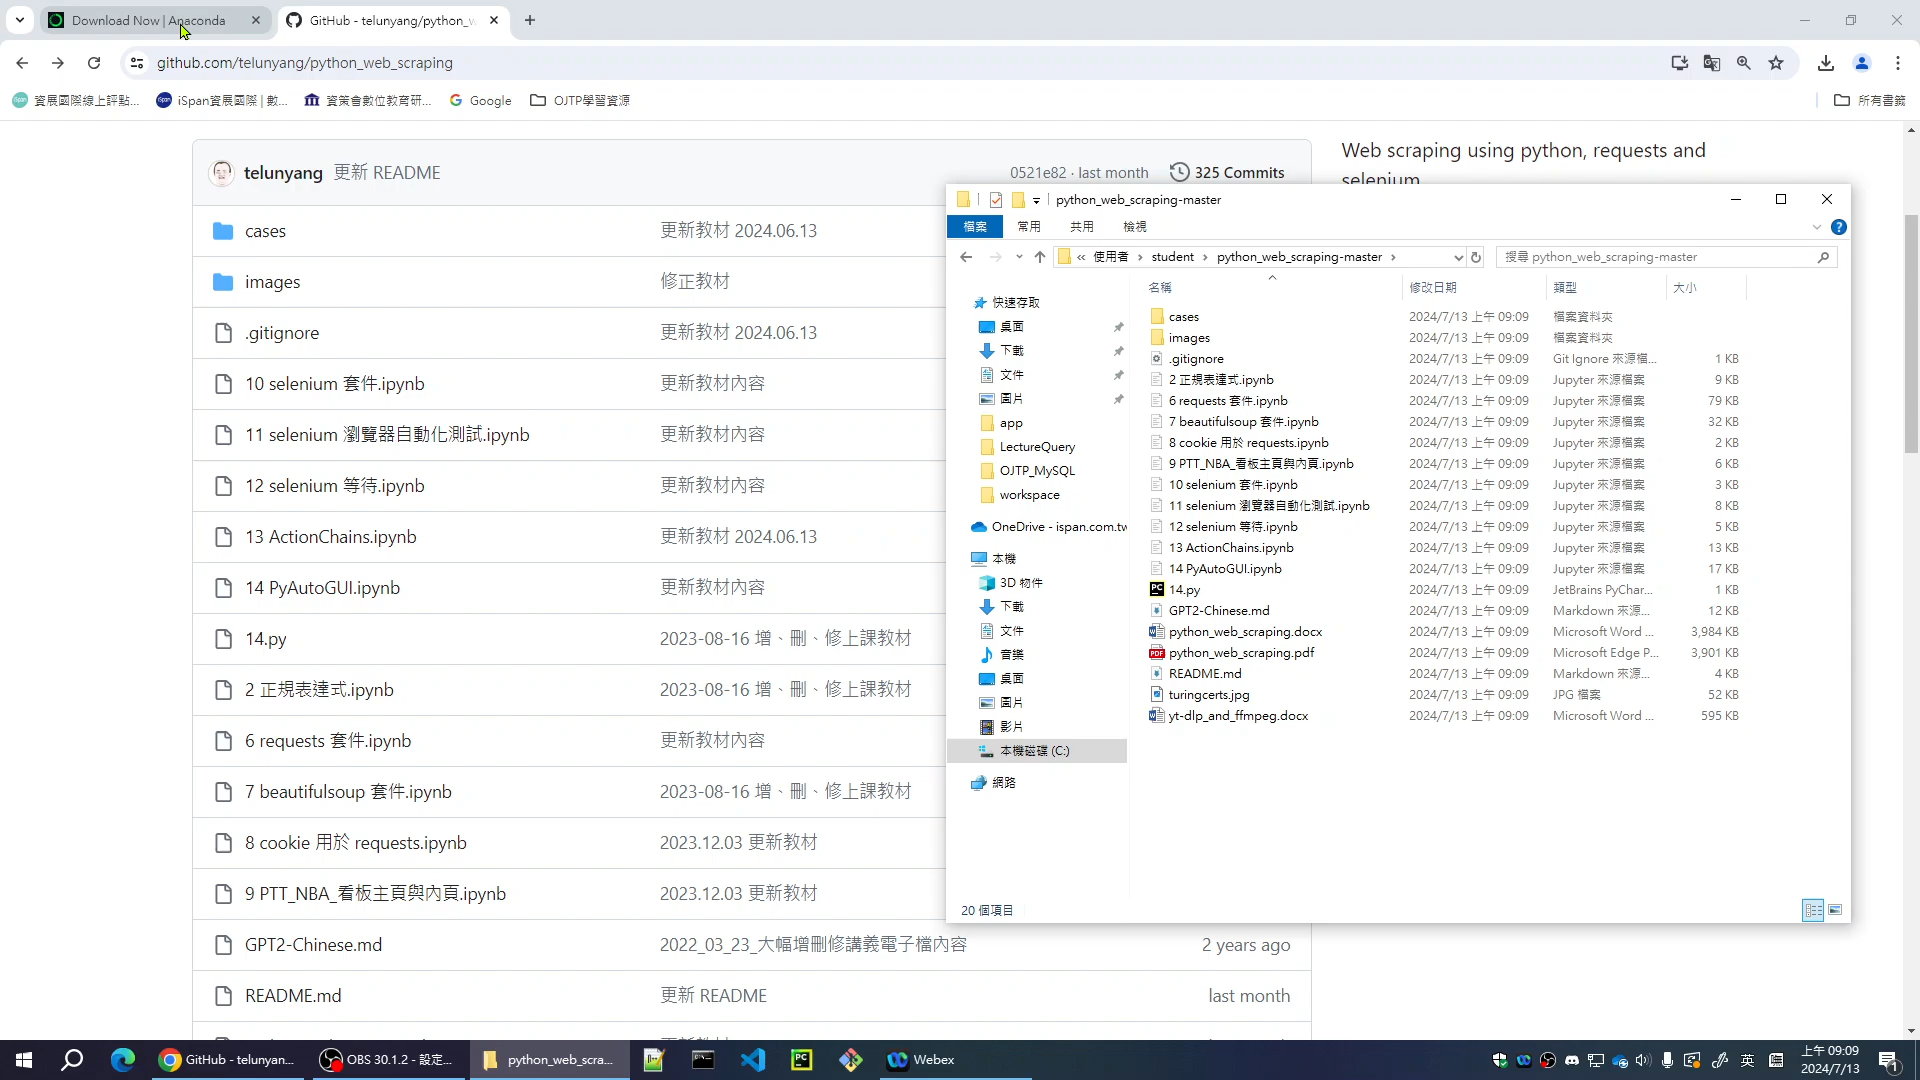 Download Now | Anaconda
GitHub - telunyang/python_w
github.com/telunyang/python_web_scraping
資展國際線上評點...
iSpan資展國際 | 數...
資策會數位教育研...
Google
OJTP學習資源
所有書籤
telunyang 更新 README
0521e82 · last month
325 Commits
Web scraping using python, requests and
selenium
cases 更新教材 2024.06.13
images 修正教材
.gitignore 更新教材 2024.06.13
10 selenium 套件.ipynb 更新教材內容
11 selenium 瀏覽器自動化測試.ipynb 更新教材內容
12 selenium 等待.ipynb 更新教材內容
13 ActionChains.ipynb 更新教材 2024.06.13
14 PyAutoGUI.ipynb 更新教材內容
14.py 2023-08-16 增、刪、修上課教材
2 正規表達式.ipynb 2023-08-16 增、刪、修上課教材
6 requests 套件.ipynb 更新教材內容
7 beautifulsoup 套件.ipynb 2023-08-16 增、刪、修上課教材
8 cookie 用於 requests.ipynb 2023.12.03 更新教材
9 PTT_NBA_看板主頁與內頁.ipynb 2023.12.03 更新教材
GPT2-Chinese.md 2022_03_23_大幅增刪修講義電子檔內容 2 years ago
README.md 更新 README last month
python_web_scraping-master
檔案 常用 共用 檢視
« 使用者 › student › python_web_scraping-master ›
搜尋 python_web_scraping-master
快速存取
桌面
下載
文件
圖片
app
LectureQuery
OJTP_MySQL
workspace
OneDrive - ispan.com.tw
本機
3D 物件
下載
文件
音樂
桌面
圖片
影片
本機磁碟 (C:)
網路
名稱 修改日期 類型 大小
cases 2024/7/13 上午 09:09 檔案資料夾
images 2024/7/13 上午 09:09 檔案資料夾
.gitignore 2024/7/13 上午 09:09 Git Ignore 來源檔... 1 KB
2 正規表達式.ipynb 2024/7/13 上午 09:09 Jupyter 來源檔案 9 KB
6 requests 套件.ipynb 2024/7/13 上午 09:09 Jupyter 來源檔案 79 KB
7 beautifulsoup 套件.ipynb 2024/7/13 上午 09:09 Jupyter 來源檔案 32 KB
8 cookie 用於 requests.ipynb 2024/7/13 上午 09:09 Jupyter 來源檔案 2 KB
9 PTT_NBA_看板主頁與內頁.ipynb 2024/7/13 上午 09:09 Jupyter 來源檔案 6 KB
10 selenium 套件.ipynb 2024/7/13 上午 09:09 Jupyter 來源檔案 3 KB
11 selenium 瀏覽器自動化測試.ipynb 2024/7/13 上午 09:09 Jupyter 來源檔案 8 KB
12 selenium 等待.ipynb 2024/7/13 上午 09:09 Jupyter 來源檔案 5 KB
13 ActionChains.ipynb 2024/7/13 上午 09:09 Jupyter 來源檔案 13 KB
14 PyAutoGUI.ipynb 2024/7/13 上午 09:09 Jupyter 來源檔案 17 KB
14.py 2024/7/13 上午 09:09 JetBrains PyChar... 1 KB
GPT2-Chinese.md 2024/7/13 上午 09:09 Markdown 來源... 12 KB
python_web_scraping.docx 2024/7/13 上午 09:09 Microsoft Word ... 3,984 KB
python_web_scraping.pdf 2024/7/13 上午 09:09 Microsoft Edge P... 3,901 KB
README.md 2024/7/13 上午 09:09 Markdown 來源... 4 KB
turingcerts.jpg 2024/7/13 上午 09:09 JPG 檔案 52 KB
yt-dlp_and_ffmpeg.docx 2024/7/13 上午 09:09 Microsoft Word ... 595 KB
20 個項目
GitHub - telunyan...
OBS 30.1.2 - 設定...
python_web_scra...
Webex
英
上午 09:09
2024/7/13
1